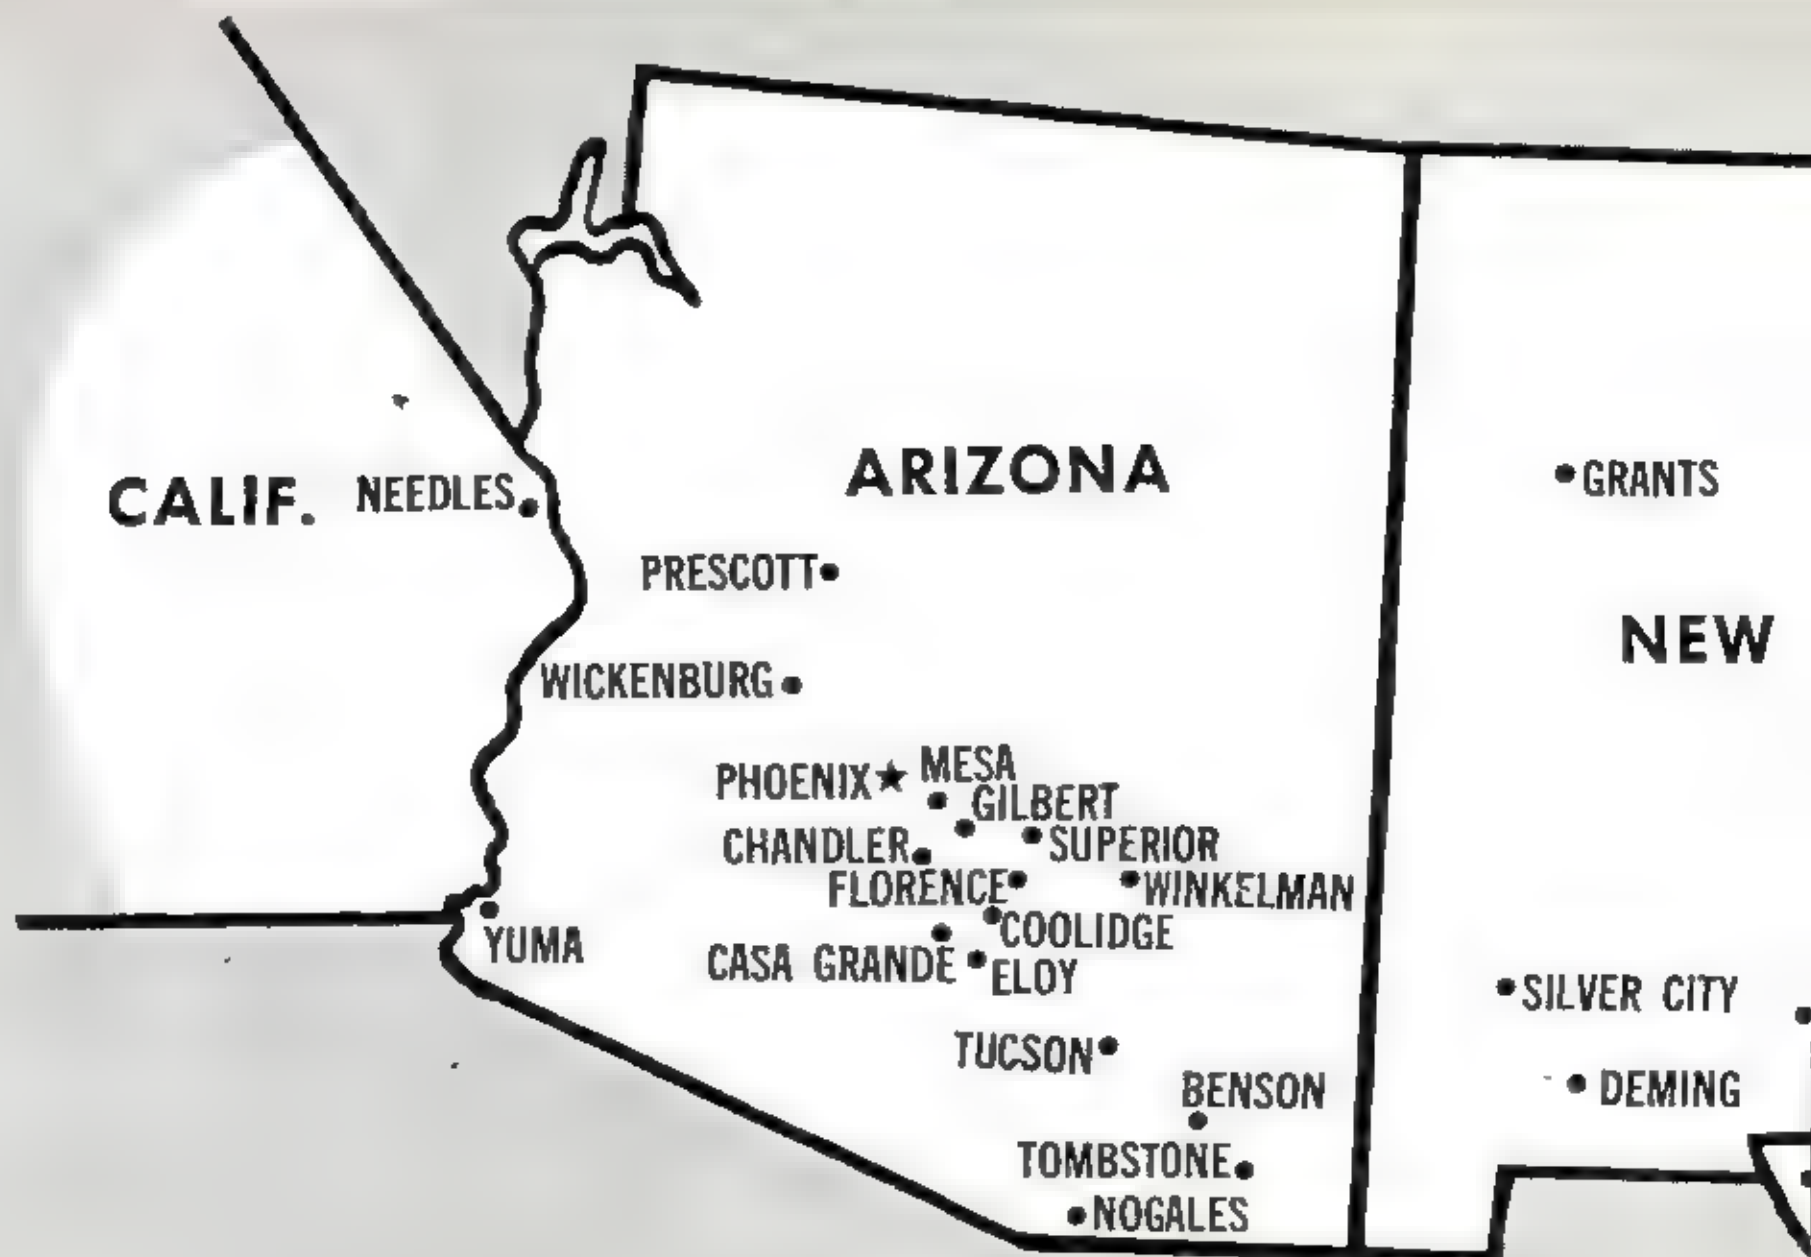 ARIZONA
CALIF.
NEEDLES
GRANTS
PRESCOTT
NEW
WICKENBURG
PHOENIX
MESA
GILBERT
CHANDLER
SUPERIOR
FLORENCE
WINKELMAN
COOLIDGE
YUMA
CASA GRANDE
ELOY
SILVER CITY
TUCSON
BENSON
DEMING
TOMBSTONE
NOGALES